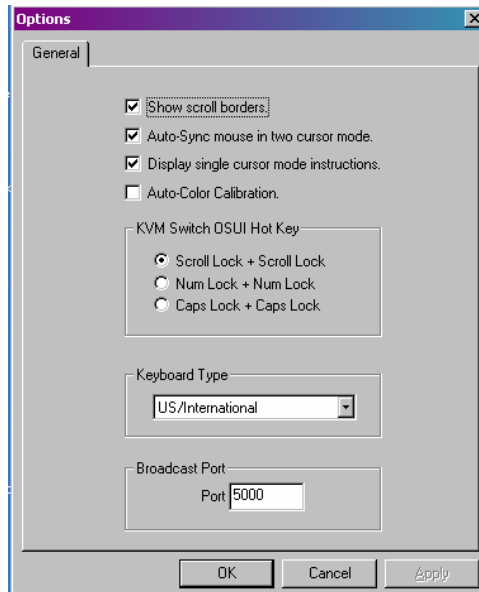 Options
General
Show scroll borders.
Auto-Sync mouse in two cursor mode.
Display single cursor mode instructions.
Auto-Color Calibration.
KVM Switch OSUI Hot Key
Scroll Lock + Scroll Lock
Num Lock + Num Lock
Caps Lock + Caps Lock
Keyboard Type
US/International
Broadcast Port
Port 5000
OK Cancel Apply